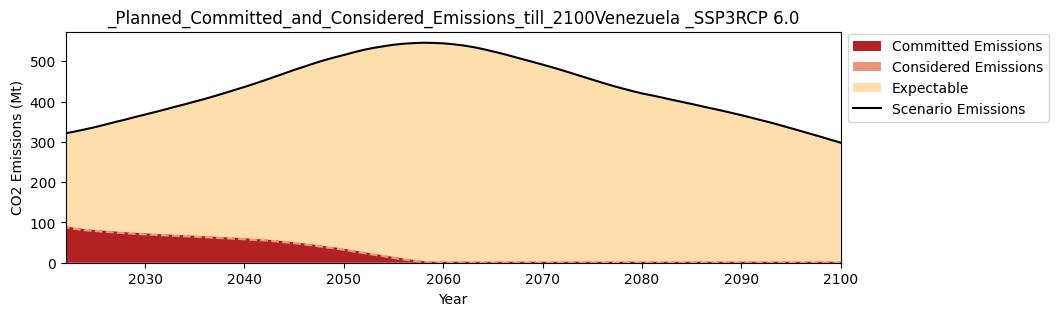 _Planned_Committed_and_Considered_Emissions_till_2100Venezuela _SSP3RCP 6.0
CO2 Emissions (Mt)
500
400
300
200
100
0
2030 2040 2050 2060 2070 2080 2090 2100
Year
Committed Emissions
Considered Emissions
Expectable
Scenario Emissions